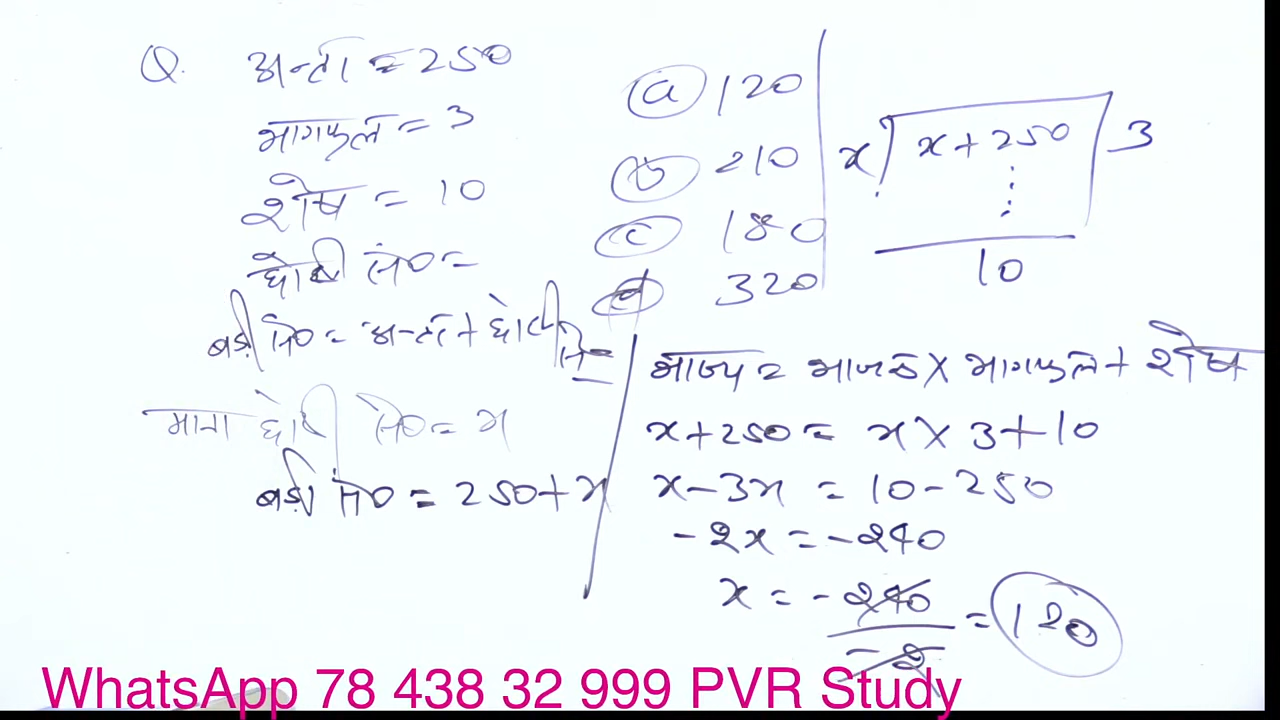 Q. अन्तर = 250
भागफल = 3
शेष = 10
छोटी सं० =
बड़ी सं० = अन्तर + छोटी सं०
माना छोटी सं० = x
बड़ी सं० = 250 + x
(a) 120
(b) 210
(c) 180
(d) 320
x) x + 250 ( 3
10
भाज्य = भाजक × भागफल + शेष
x + 250 = x × 3 + 10
x - 3x = 10 - 250
-2x = -240
x = -240 / -2 = 120
WhatsApp 78 438 32 999 PVR Study